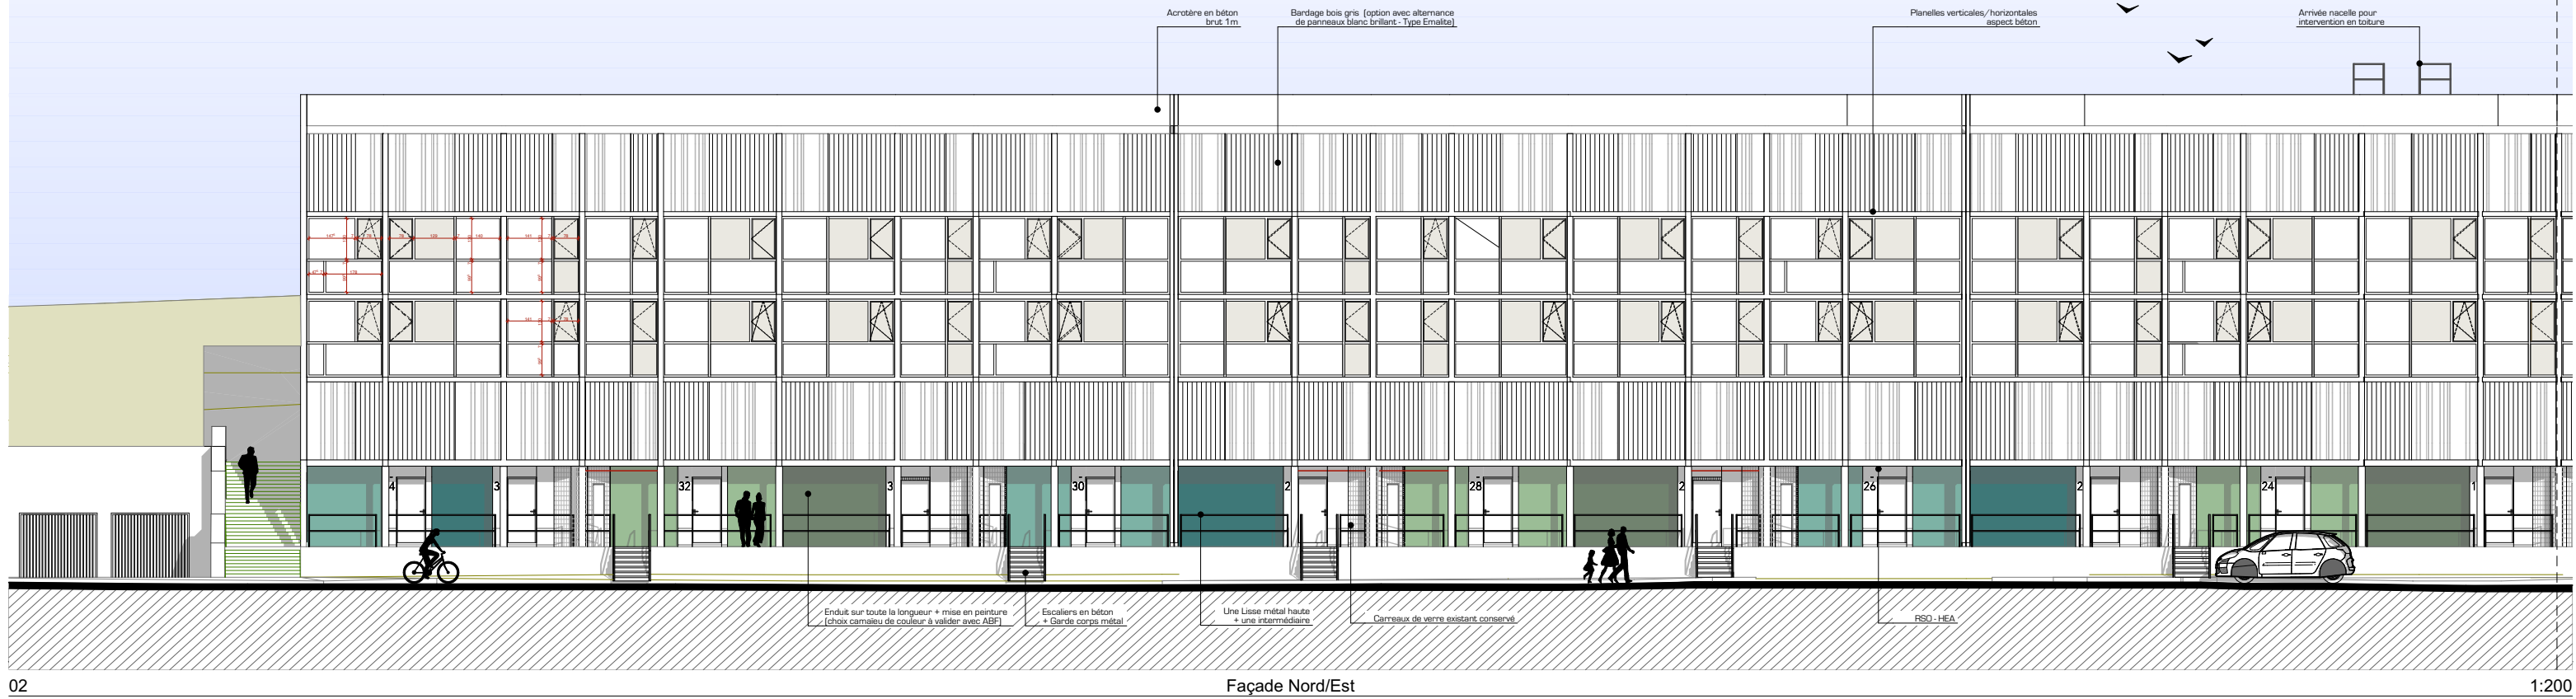 Acrotère en béton
brut 1m
Bardage bois gris (option avec alternance
de panneaux blanc brillant - Type Emalite)
Planelles verticales/horizontales
aspect béton
Arrivée nacelle pour
intervention en toiture
4
3
32
3
30
2
28
2
26
2
24
1
Enduit sur toute la longueur + mise en peinture
(choix camaïeu de couleur à valider avec ABF)
Escaliers en béton
+ Garde corps métal
Une Lisse métal haute
+ une intermédiaire
Carreaux de verre existant conservé
RSO - HEA
02
Façade Nord/Est
1:200